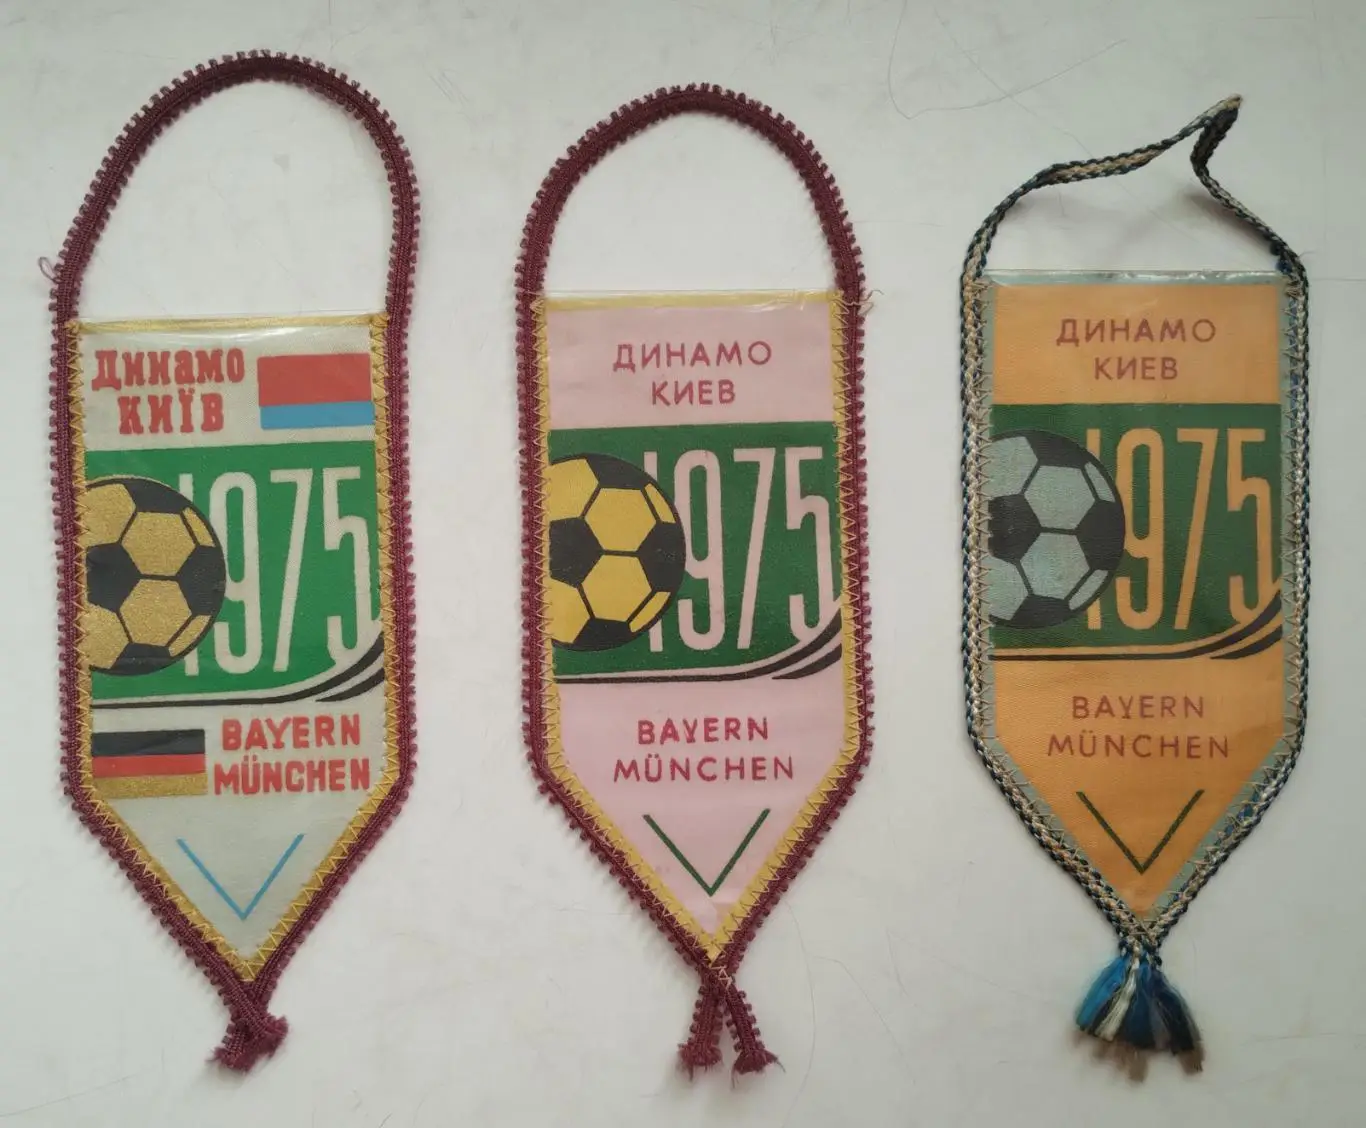 Динамо
Київ
1975
BAYERN
MÜNCHEN
ДИНАМО
КИЕВ
1975
BAYERN
MÜNCHEN
ДИНАМО
КИЕВ
1975
BAYERN
MÜNCHEN